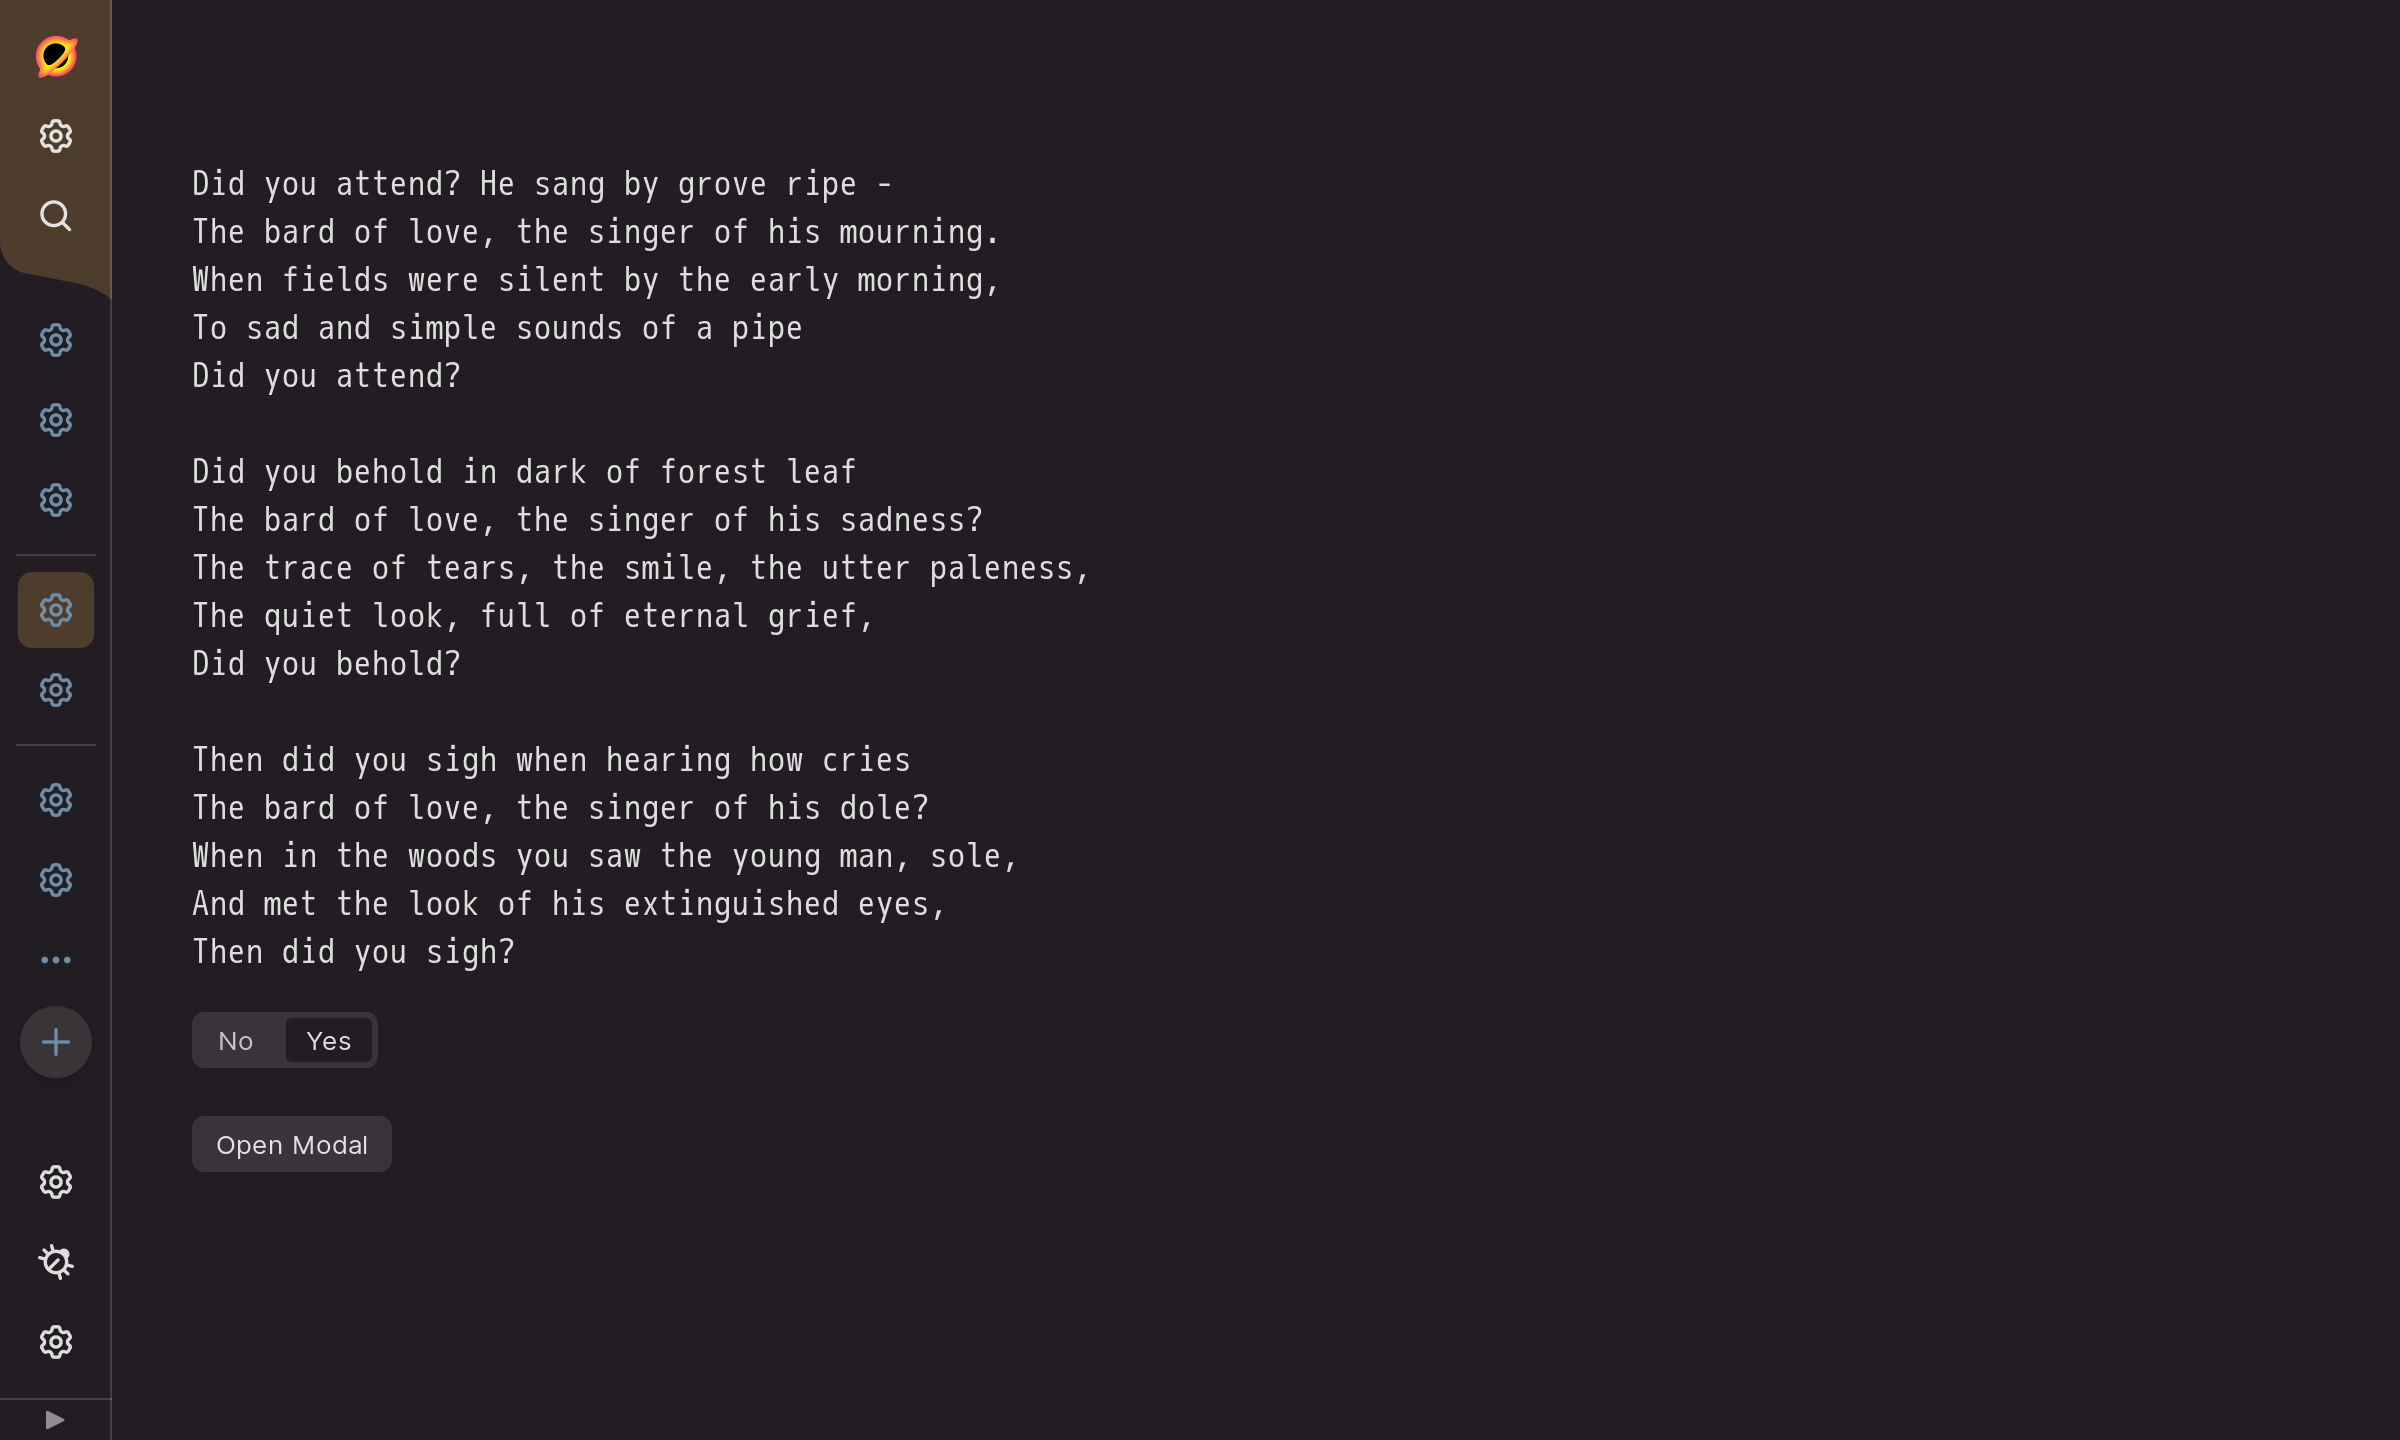 Did you attend? He sang by grove ripe -
The bard of love, the singer of his mourning.
When fields were silent by the early morning,
To sad and simple sounds of a pipe
Did you attend?

Did you behold in dark of forest leaf
The bard of love, the singer of his sadness?
The trace of tears, the smile, the utter paleness,
The quiet look, full of eternal grief,
Did you behold?

Then did you sigh when hearing how cries
The bard of love, the singer of his dole?
When in the woods you saw the young man, sole,
And met the look of his extinguished eyes,
Then did you sigh?

No Yes
Open Modal